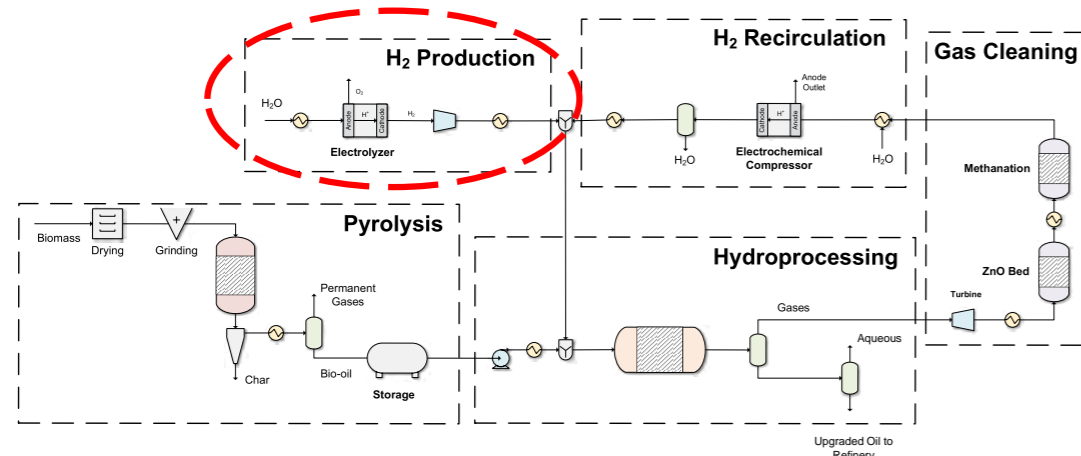 H₂ Production
H₂O
O₂
Anode
H⁺
Cathode
H₂
Electrolyzer
H₂ Recirculation
Anode
Outlet
Cathode
H⁺
Anode
H₂O
Electrochemical
Compressor
H₂O
Gas Cleaning
Methanation
ZnO Bed
Turbine
Pyrolysis
Biomass
Drying
+
Grinding
Permanent
Gases
Char
Bio-oil
Storage
Hydroprocessing
Gases
Aqueous
Upgraded Oil to
Refinery